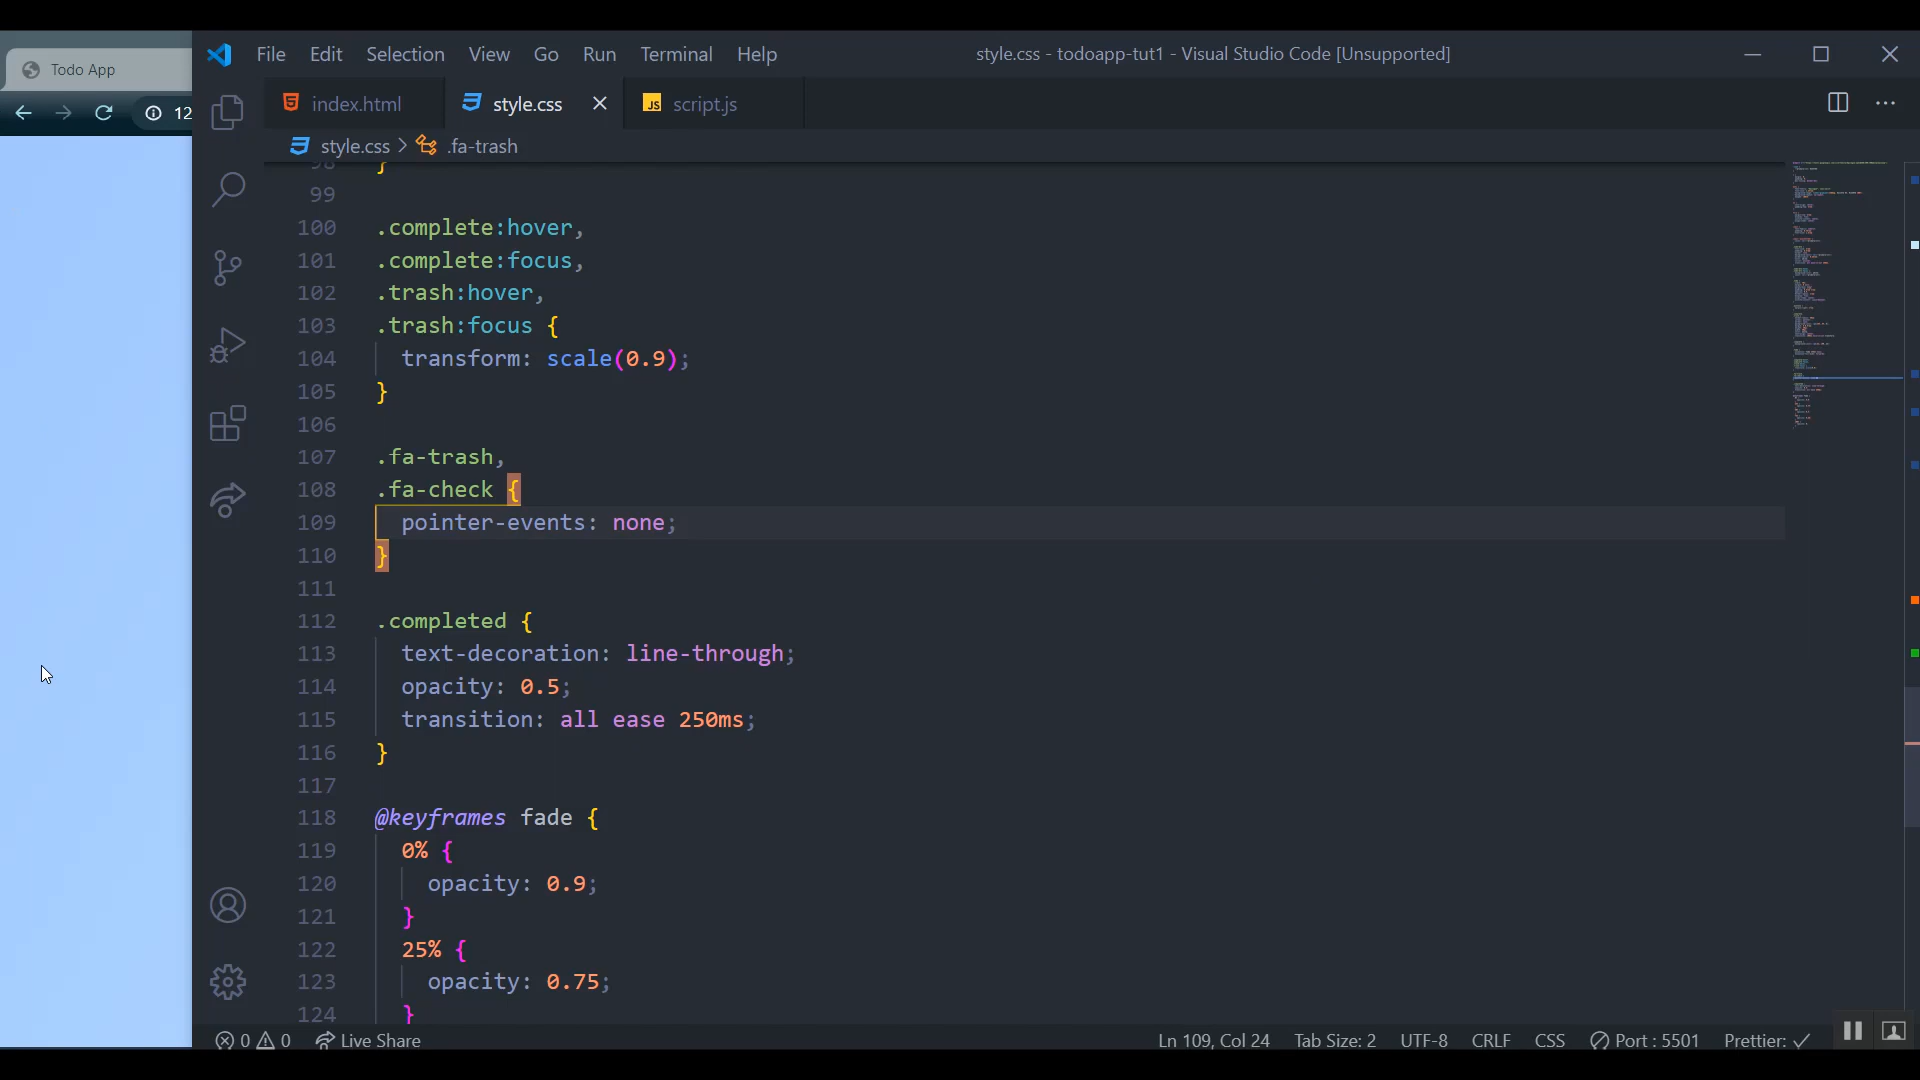 Todo App
12
File Edit Selection View Go Run Terminal Help
style.css - todoapp-tut1 - Visual Studio Code [Unsupported]
index.html
style.css
JS script.js
style.css > .fa-trash
98 }
99
100 .complete:hover,
101 .complete:focus,
102 .trash:hover,
103 .trash:focus {
104 transform: scale(0.9);
105 }
106
107 .fa-trash,
108 .fa-check {
109 pointer-events: none;
110 }
111
112 .completed {
113 text-decoration: line-through;
114 opacity: 0.5;
115 transition: all ease 250ms;
116 }
117
118 @keyframes fade {
119 0% {
120 opacity: 0.9;
121 }
122 25% {
123 opacity: 0.75;
124 }
0 0 Live Share
Ln 109, Col 24 Tab Size: 2 UTF-8 CRLF CSS Port : 5501 Prettier: ✓